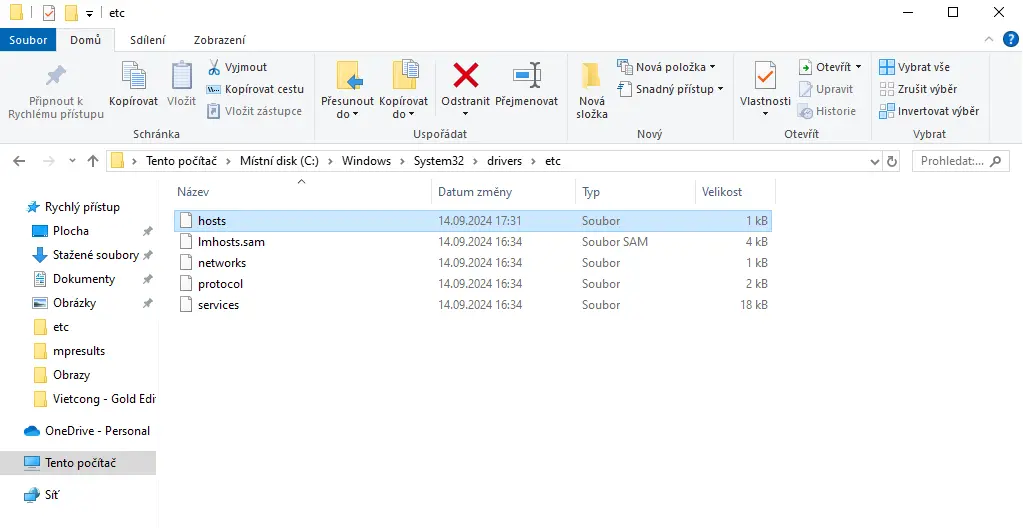 etc
Soubor Domů Sdílení Zobrazení
Připnout k Rychlému přístupu
Kopírovat
Vložit
Vyjmout
Kopírovat cestu
Vložit zástupce
Schránka
Přesunout do
Kopírovat do
Odstranit
Přejmenovat
Uspořádat
Nová složka
Nová položka
Snadný přístup
Nový
Vlastnosti
Otevřít
Upravit
Historie
Otevřít
Vybrat vše
Zrušit výběr
Invertovat výběr
Vybrat
Tento počítač › Místní disk (C:) › Windows › System32 › drivers › etc
Prohledat:...
Rychlý přístup
Plocha
Stažené soubory
Dokumenty
Obrázky
etc
mpresults
Obrazy
Vietcong - Gold Edi
OneDrive - Personal
Tento počítač
Síť
Název Datum změny Typ Velikost
hosts 14.09.2024 17:31 Soubor 1 kB
lmhosts.sam 14.09.2024 16:34 Soubor SAM 4 kB
networks 14.09.2024 16:34 Soubor 1 kB
protocol 14.09.2024 16:34 Soubor 2 kB
services 14.09.2024 16:34 Soubor 18 kB